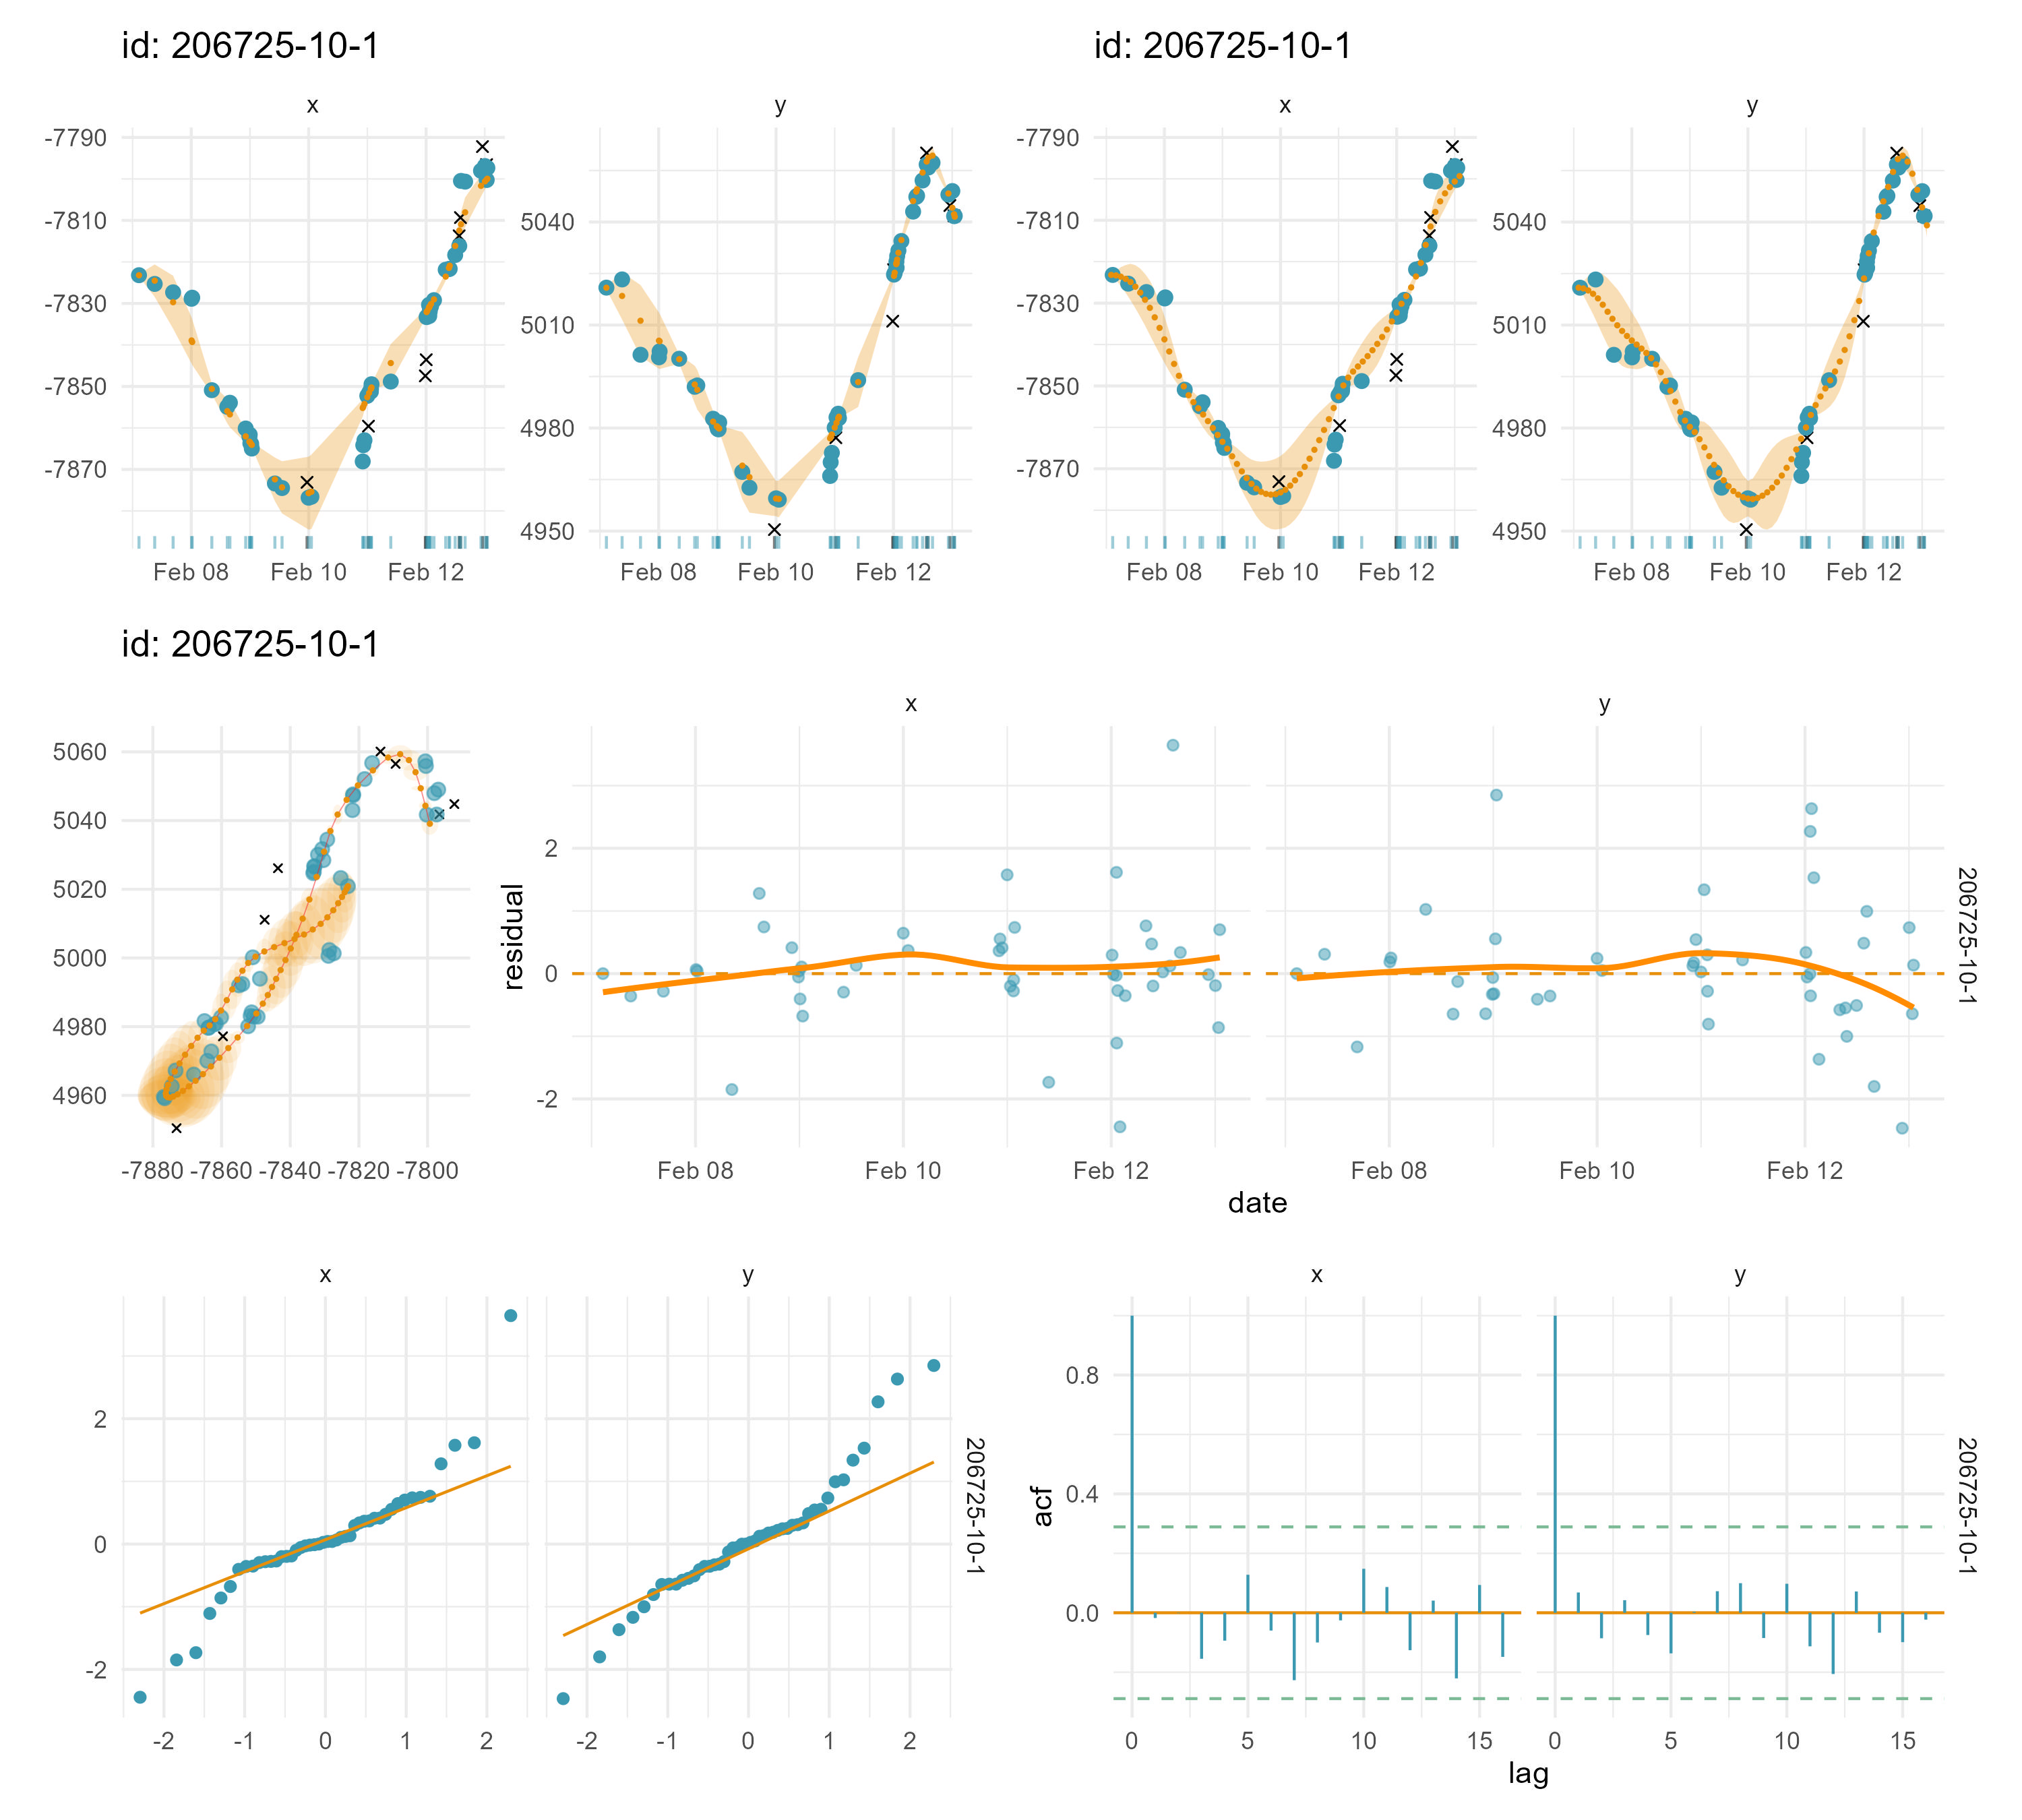 id: 206725-10-1 id: 206725-10-1
x y x y
-7790 -7810 -7830 -7850 -7870
5040 5010 4980 4950
-7790 -7810 -7830 -7850 -7870
5040 5010 4980 4950
Feb 08 Feb 10 Feb 12 Feb 08 Feb 10 Feb 12 Feb 08 Feb 10 Feb 12 Feb 08 Feb 10 Feb 12
id: 206725-10-1
x y
5060 5040 5020 5000 4980 4960
-7880 -7860 -7840 -7820 -7800
residual
2 0 -2
206725-10-1
Feb 08 Feb 10 Feb 12 Feb 08 Feb 10 Feb 12
date
x y x y
2 0 -2
206725-10-1
-2 -1 0 1 2 -2 -1 0 1 2
acf
0.8 0.4 0.0
206725-10-1
0 5 10 15 0 5 10 15
lag